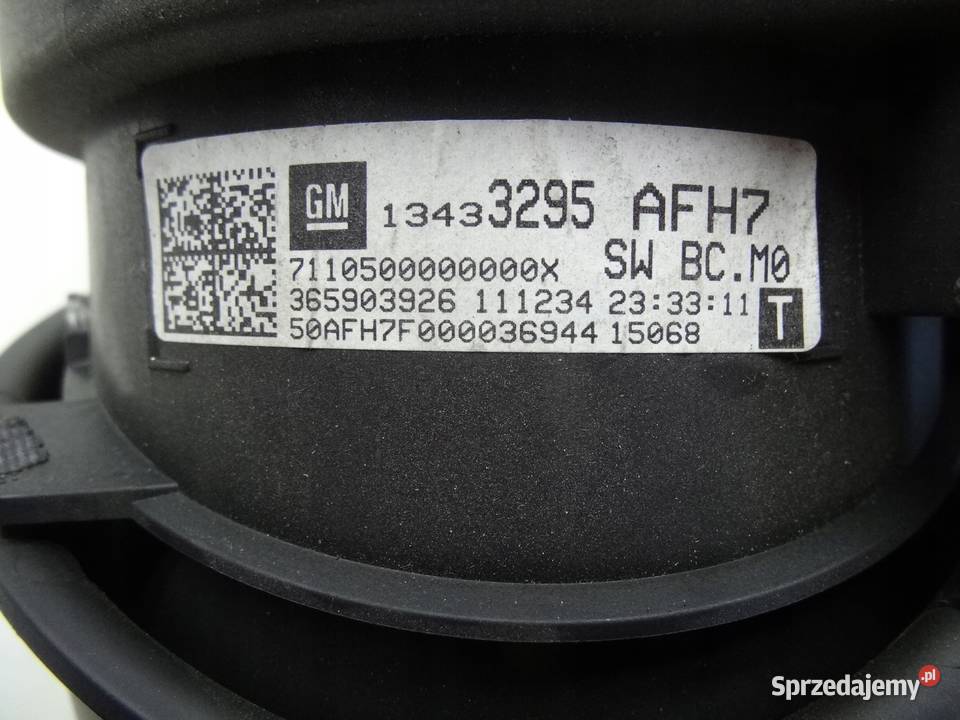 GM 13433295 AFH7
7110500000000X SW BC.M0
365903926 111234 23:33:11 T
50AFH7F000036944 15068
Sprzedajemy.pl